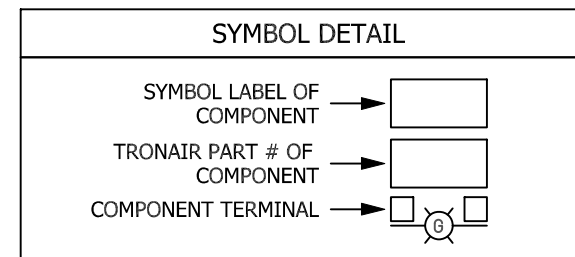 SYMBOL DETAIL
SYMBOL LABEL OF
COMPONENT
TRONAIR PART # OF
COMPONENT
COMPONENT TERMINAL
G